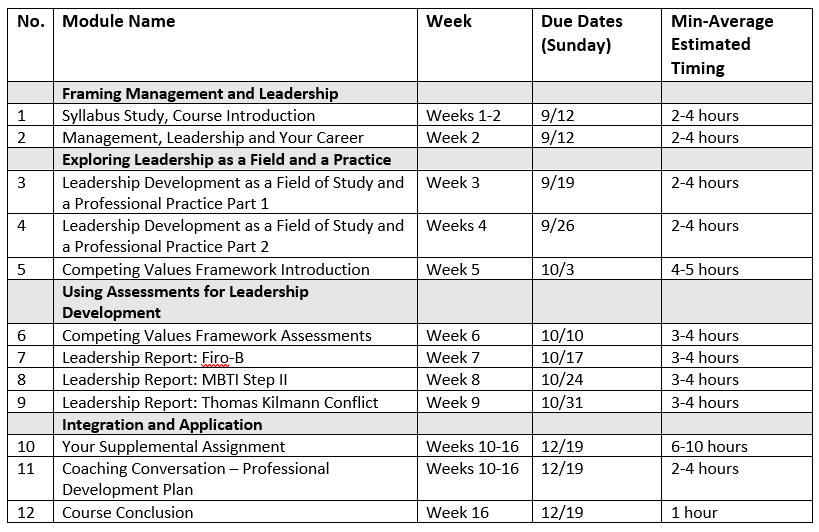 No. Module Name Week Due Dates (Sunday) Min-Average Estimated Timing
Framing Management and Leadership
1 Syllabus Study, Course Introduction Weeks 1-2 9/12 2-4 hours
2 Management, Leadership and Your Career Week 2 9/12 2-4 hours
Exploring Leadership as a Field and a Practice
3 Leadership Development as a Field of Study and a Professional Practice Part 1 Week 3 9/19 2-4 hours
4 Leadership Development as a Field of Study and a Professional Practice Part 2 Weeks 4 9/26 2-4 hours
5 Competing Values Framework Introduction Week 5 10/3 4-5 hours
Using Assessments for Leadership Development
6 Competing Values Framework Assessments Week 6 10/10 3-4 hours
7 Leadership Report: Firo-B Week 7 10/17 3-4 hours
8 Leadership Report: MBTI Step II Week 8 10/24 3-4 hours
9 Leadership Report: Thomas Kilmann Conflict Week 9 10/31 3-4 hours
Integration and Application
10 Your Supplemental Assignment Weeks 10-16 12/19 6-10 hours
11 Coaching Conversation – Professional Development Plan Weeks 10-16 12/19 2-4 hours
12 Course Conclusion Week 16 12/19 1 hour